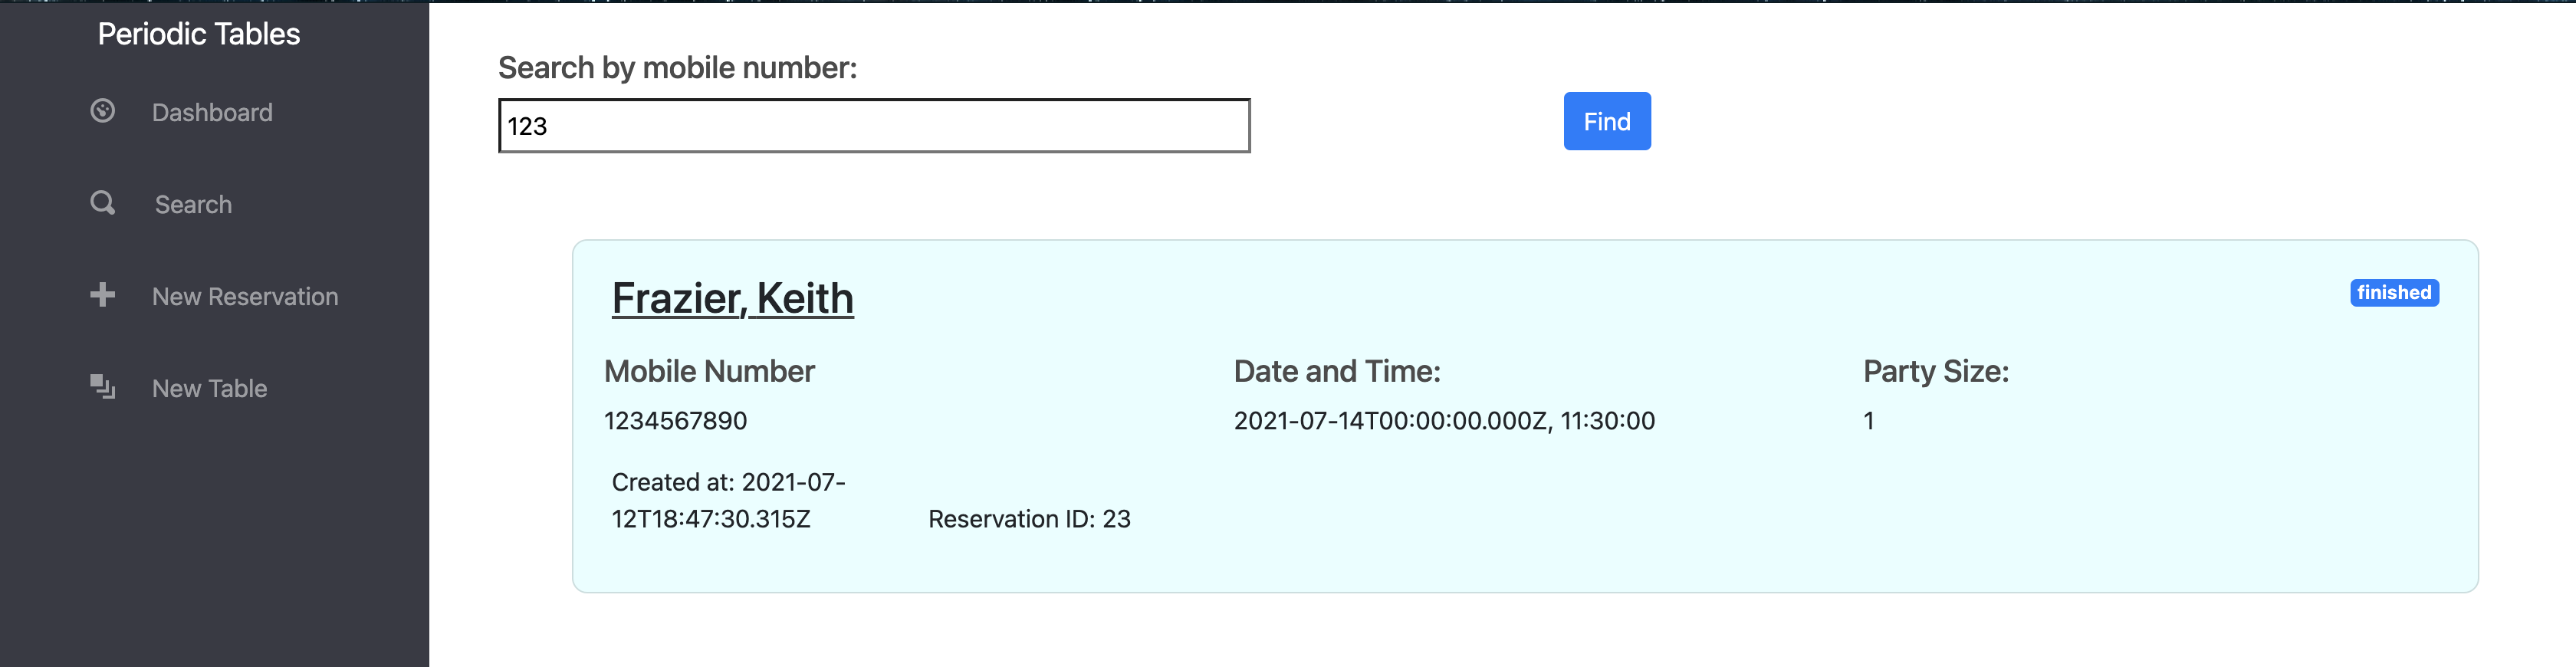 Periodic Tables
Dashboard
Search
New Reservation
New Table
Search by mobile number:
123
Find
Frazier, Keith
finished
Mobile Number
Date and Time:
Party Size:
1234567890
2021-07-14T00:00:00.000Z, 11:30:00
1
Created at: 2021-07-
12T18:47:30.315Z
Reservation ID: 23